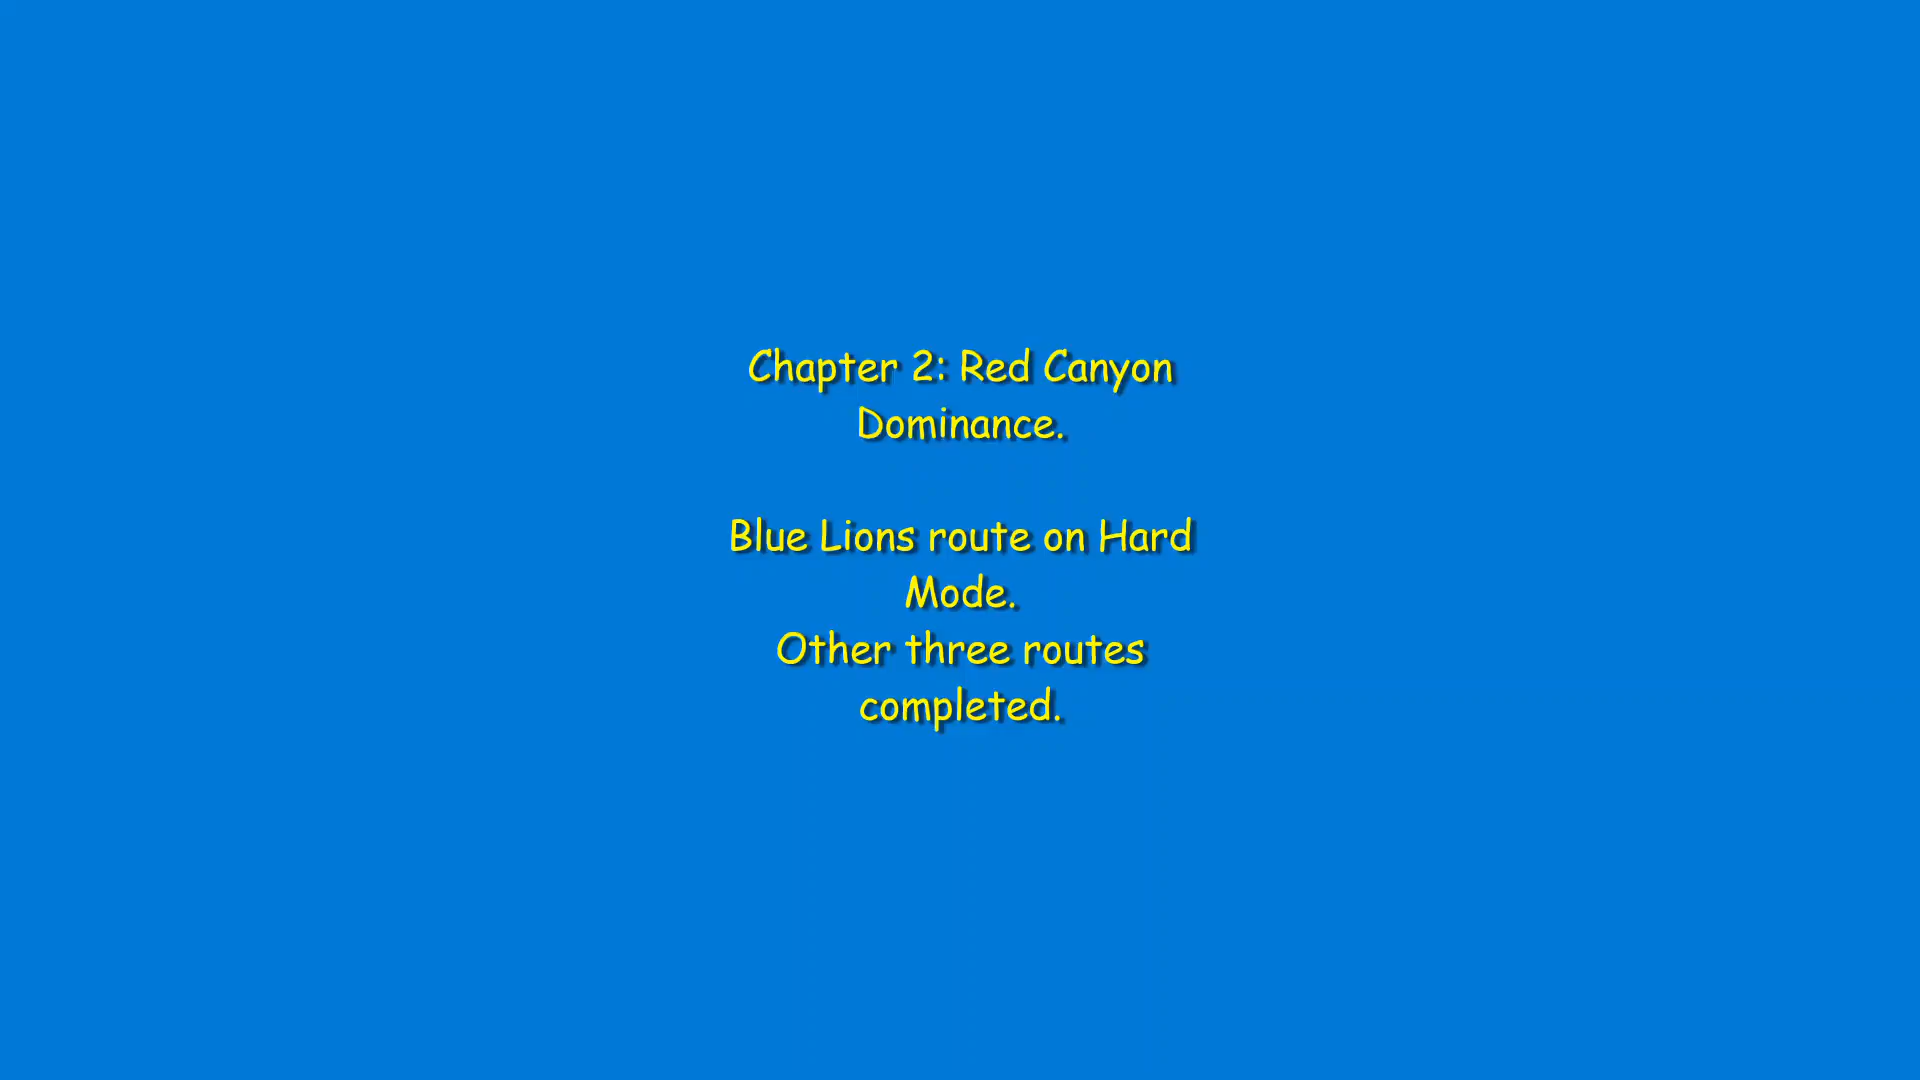 Chapter 2: Red Canyon
Dominance.
Blue Lions route on Hard
Mode.
Other three routes
completed.